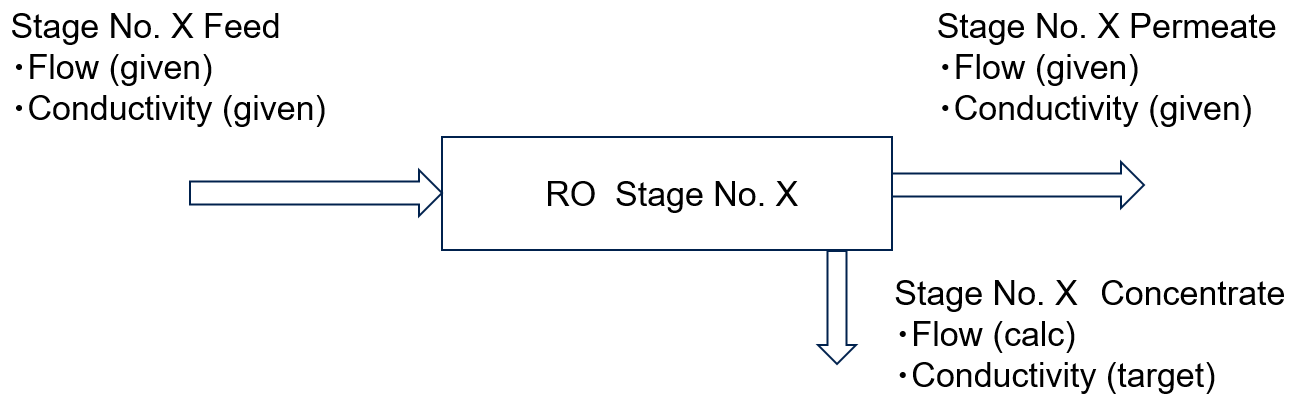 Stage No. X Feed
・Flow (given)
・Conductivity (given)
Stage No. X Permeate
・Flow (given)
・Conductivity (given)
RO Stage No. X
Stage No. X Concentrate
・Flow (calc)
・Conductivity (target)